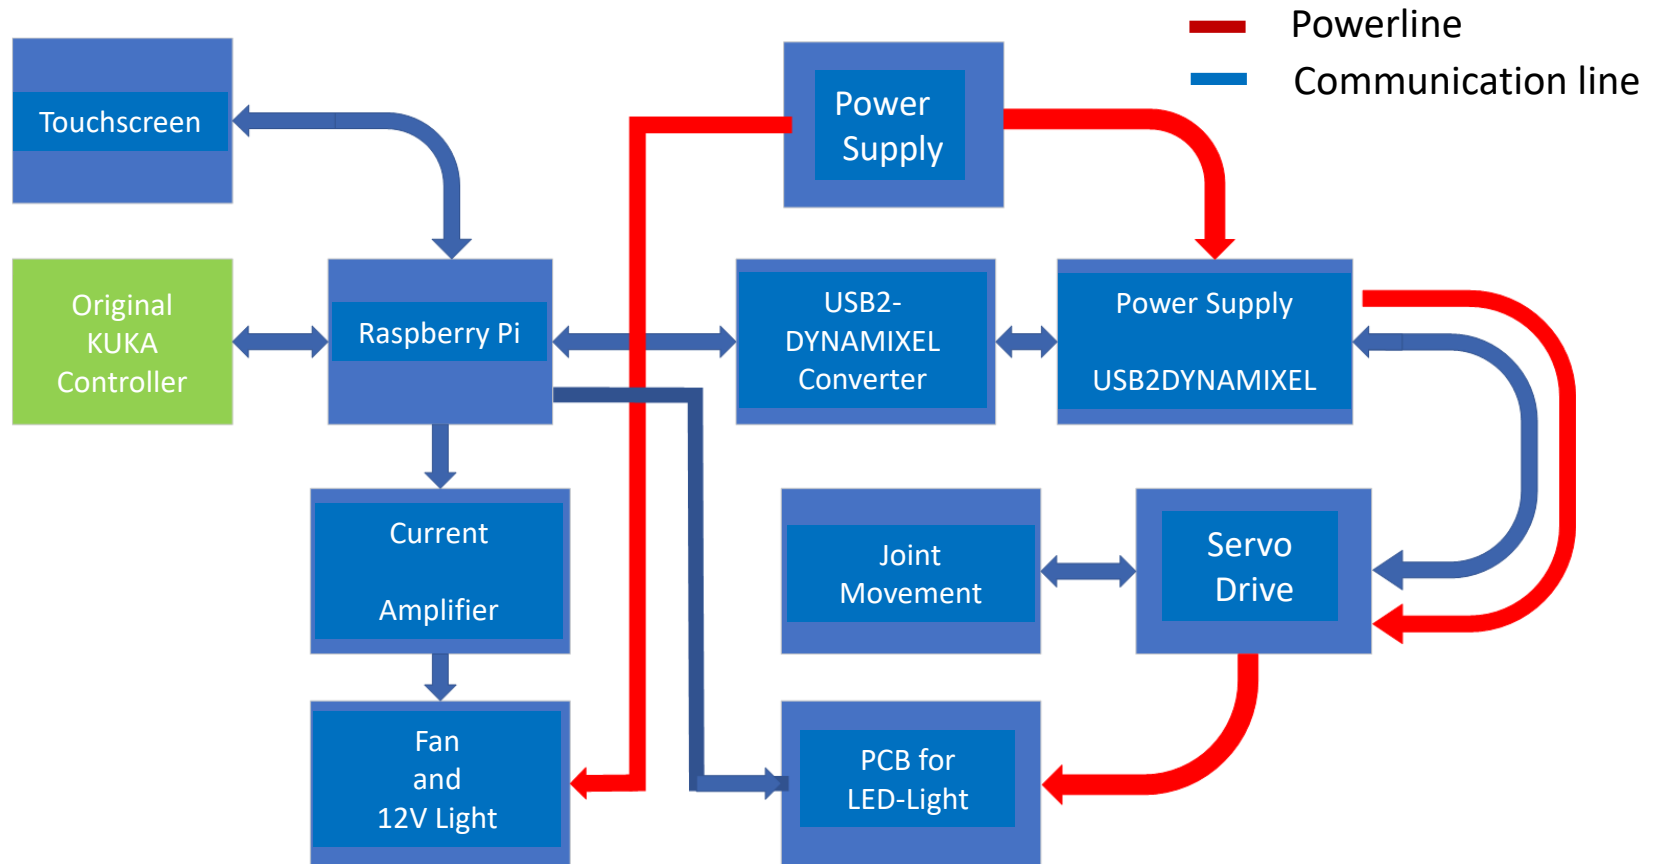 Powerline
Communication line
Touchscreen
Power
Supply
Original
KUKA
Controller
Raspberry Pi
USB2-
DYNAMIXEL
Converter
Power Supply
USB2DYNAMIXEL
Current
Amplifier
Joint
Movement
Servo
Drive
Fan
and
12V Light
PCB for
LED-Light